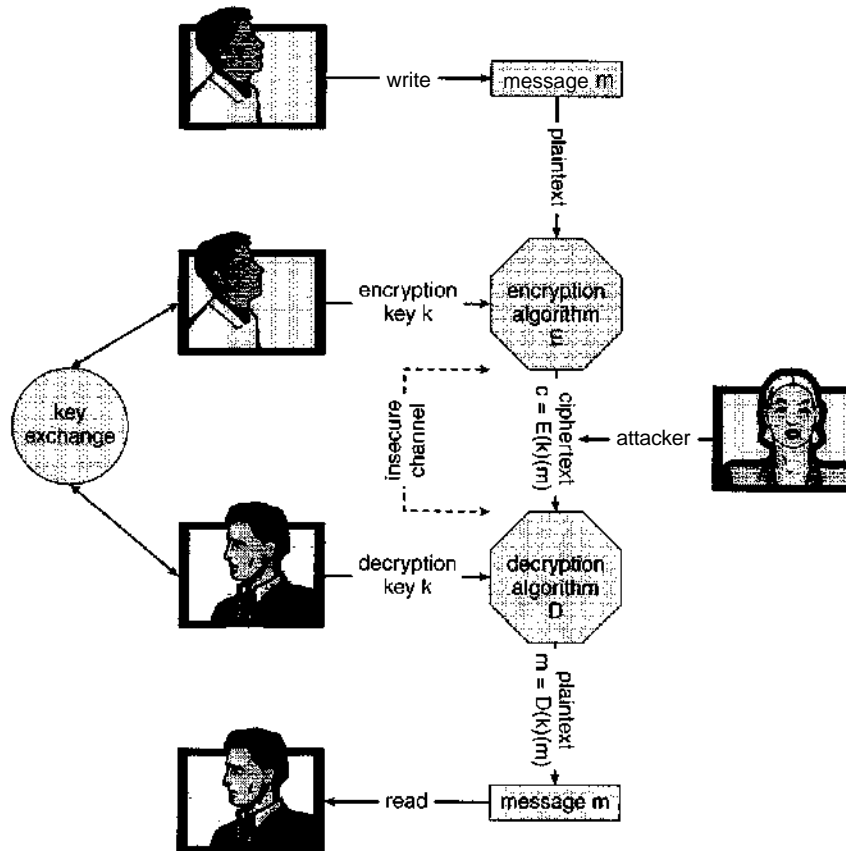 write
message m
plaintext
encryption
key k
encryption
algorithm
E
key
exchange
insecure
channel
ciphertext
c = E(k)(m)
attacker
decryption
key k
decryption
algorithm
D
plaintext
m = D(k)(m)
read
message m